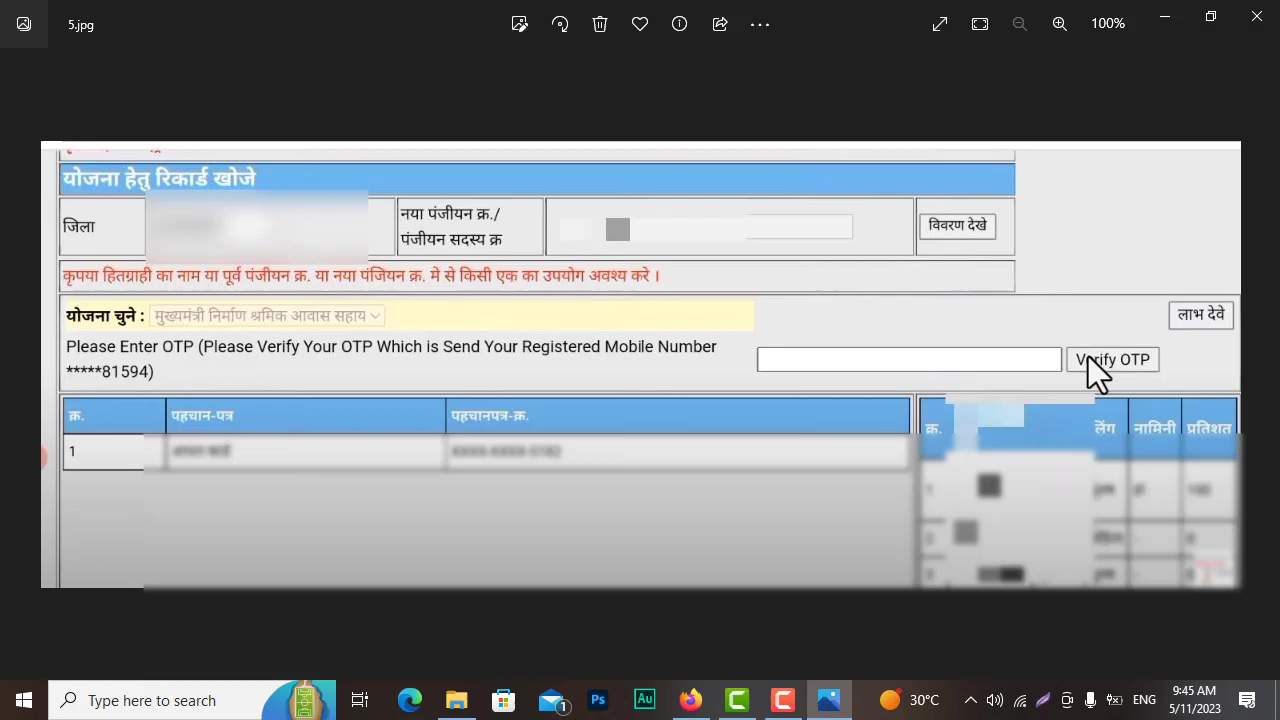 5.jpg
100%
योजना हेतु रिकार्ड खोजे
जिला
नया पंजीयन क्र./
पंजीयन सदस्य क्र
विवरण देखे
कृपया हितग्राही का नाम या पूर्व पंजीयन क्र. या नया पंजियन क्र. मे से किसी एक का उपयोग अवश्य करे ।
योजना चुने : मुख्यमंत्री निर्माण श्रमिक आवास सहाय
लाभ देवे
Please Enter OTP (Please Verify Your OTP Which is Send Your Registered Mobile Number
*****81594)
Verify OTP
क्र. पहचान-पत्र पहचानपत्र-क्र.
क्र. लिंग नामिनी प्रतिशत
1
Type here to search
Ps
Au
30°C
ENG
9:45 AM
5/11/2023